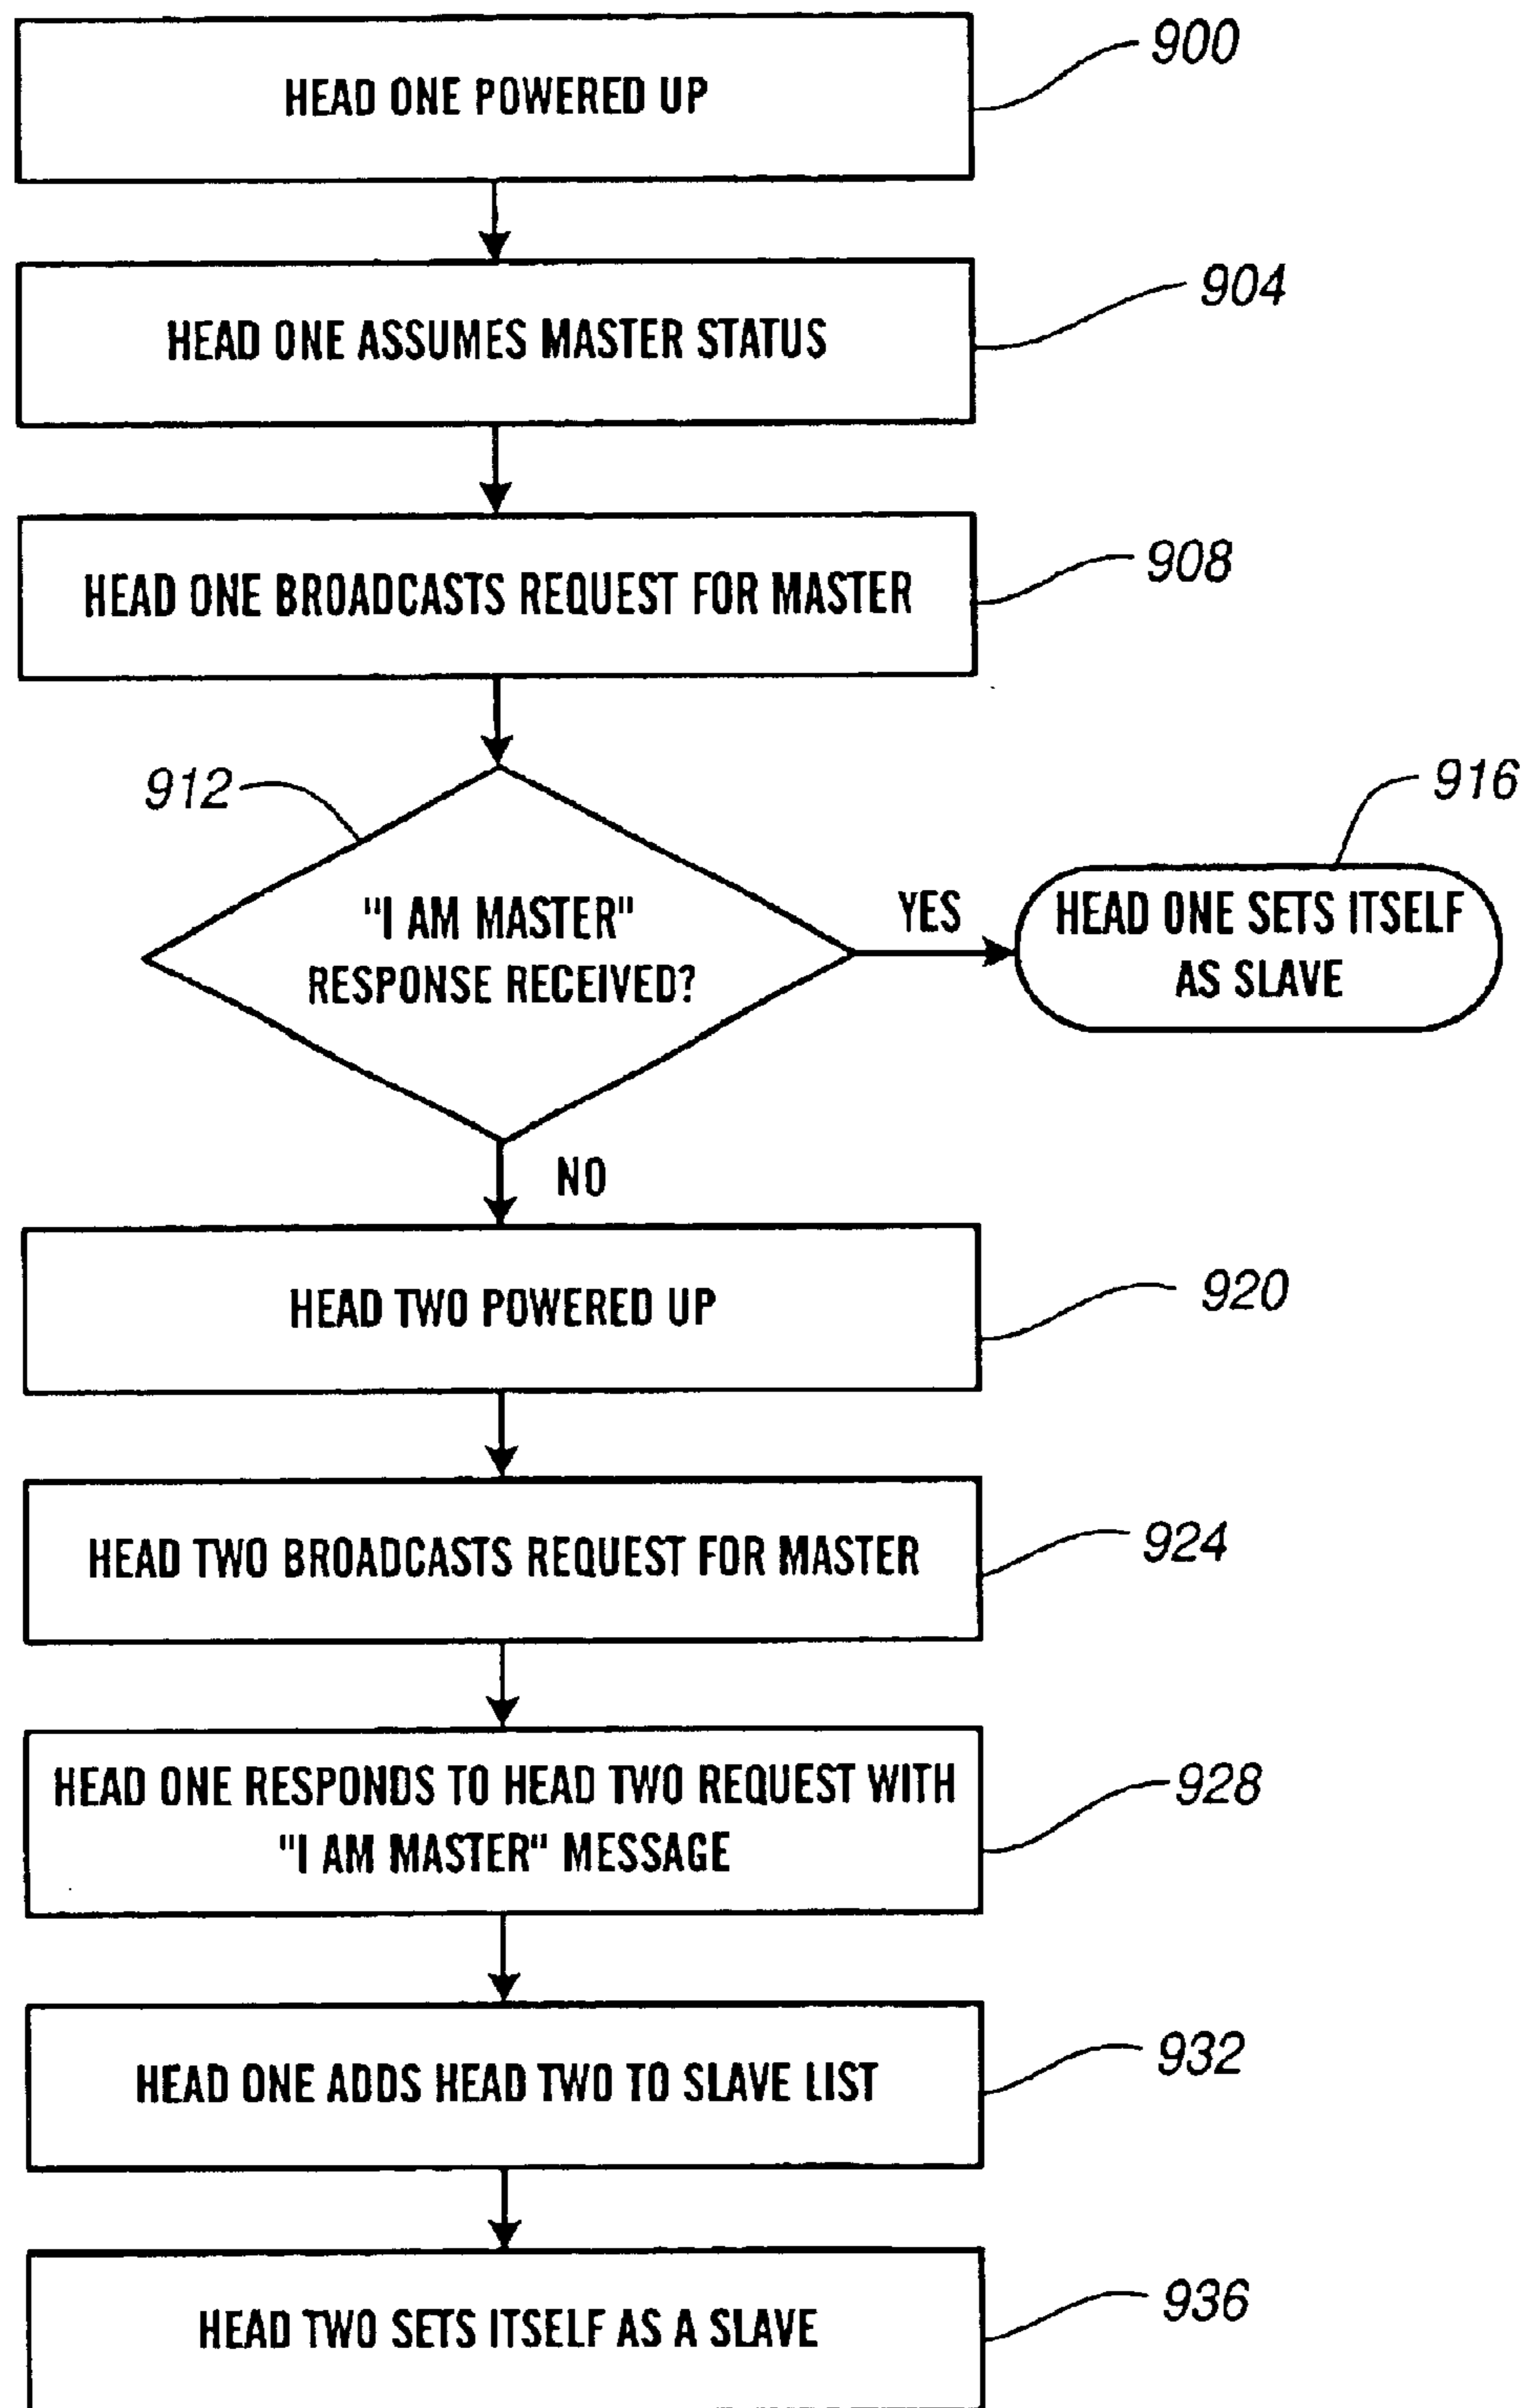 HEAD ONE POWERED UP
900
HEAD ONE ASSUMES MASTER STATUS
904
HEAD ONE BROADCASTS REQUEST FOR MASTER
908
912
"I AM MASTER"
RESPONSE RECEIVED?
YES
916
HEAD ONE SETS ITSELF
AS SLAVE
NO
HEAD TWO POWERED UP
920
HEAD TWO BROADCASTS REQUEST FOR MASTER
924
HEAD ONE RESPONDS TO HEAD TWO REQUEST WITH
"I AM MASTER" MESSAGE
928
HEAD ONE ADDS HEAD TWO TO SLAVE LIST
932
HEAD TWO SETS ITSELF AS A SLAVE
936